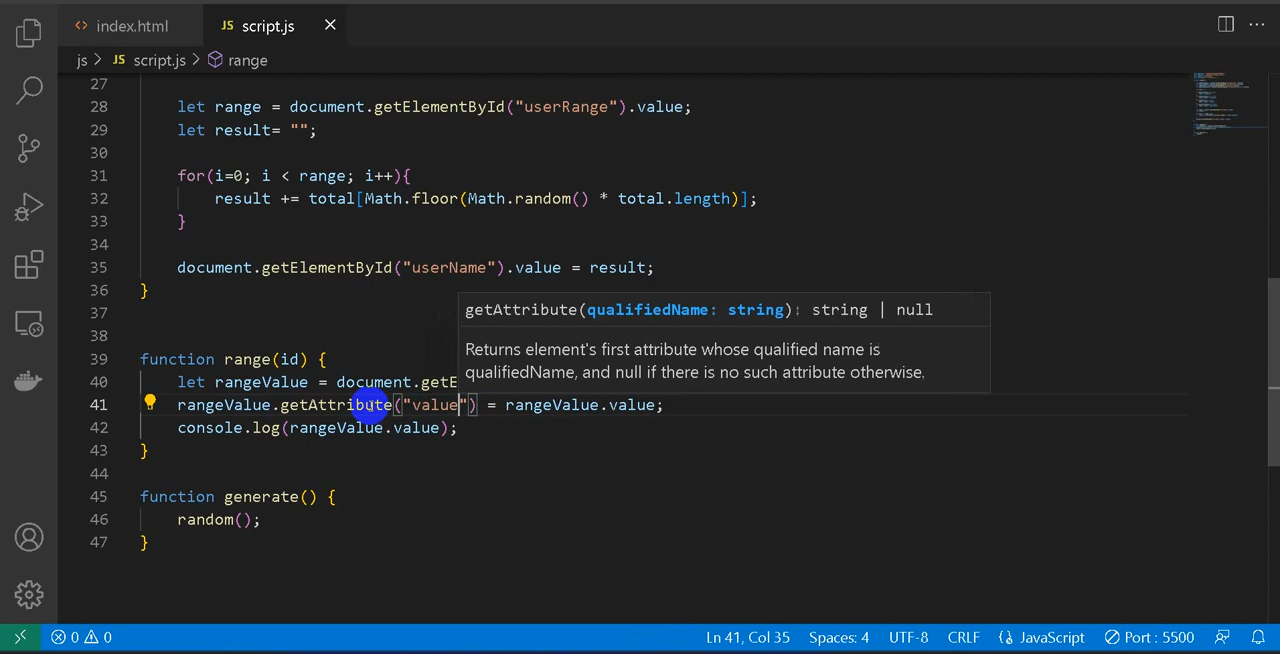 index.html
JS script.js
js > JS script.js > range
27
28 let range = document.getElementById("userRange").value;
29 let result= "";
30
31 for(i=0; i < range; i++){
32 result += total[Math.floor(Math.random() * total.length)];
33 }
34
35 document.getElementById("userName").value = result;
36 }
37
getAttribute(qualifiedName: string): string | null
38
Returns element's first attribute whose qualified name is
qualifiedName, and null if there is no such attribute otherwise.
39 function range(id) {
40 let rangeValue = document.getE
41 rangeValue.getAttribute("value") = rangeValue.value;
42 console.log(rangeValue.value);
43 }
44
45 function generate() {
46 random();
47 }
0 0 Ln 41, Col 35 Spaces: 4 UTF-8 CRLF JavaScript Port : 5500